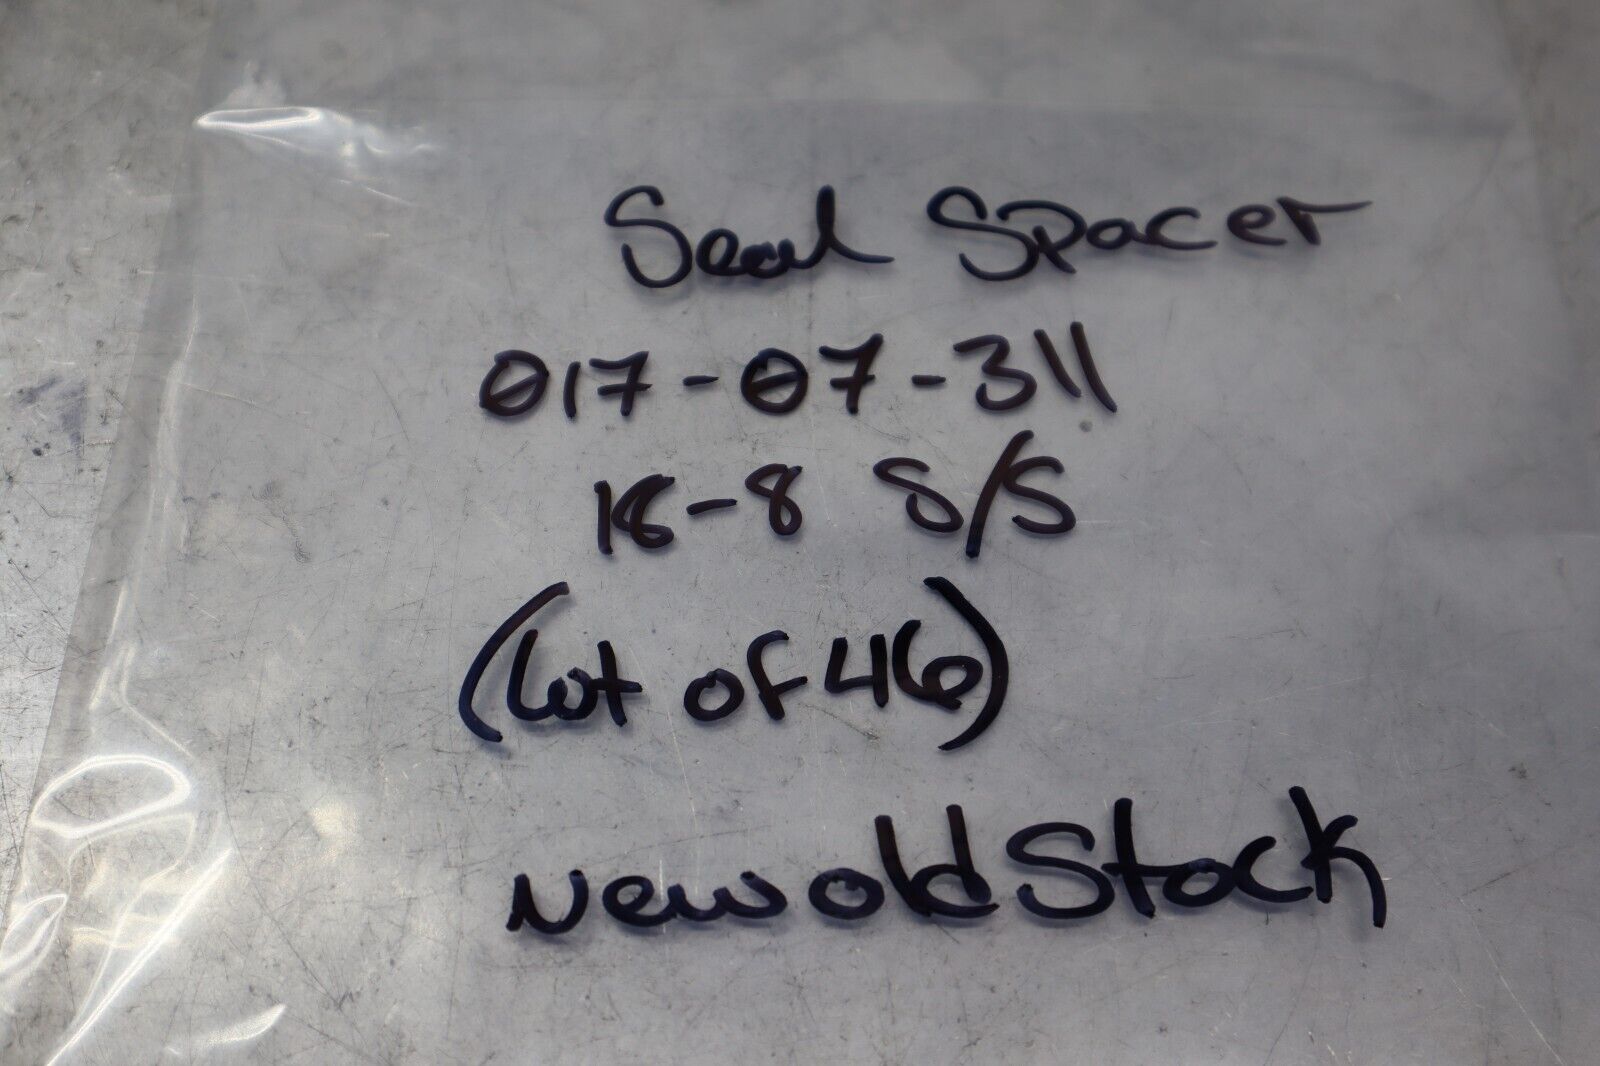 Seal Spacer
017-07-311
18-8 S/S
(Lot of 46)
New old Stock